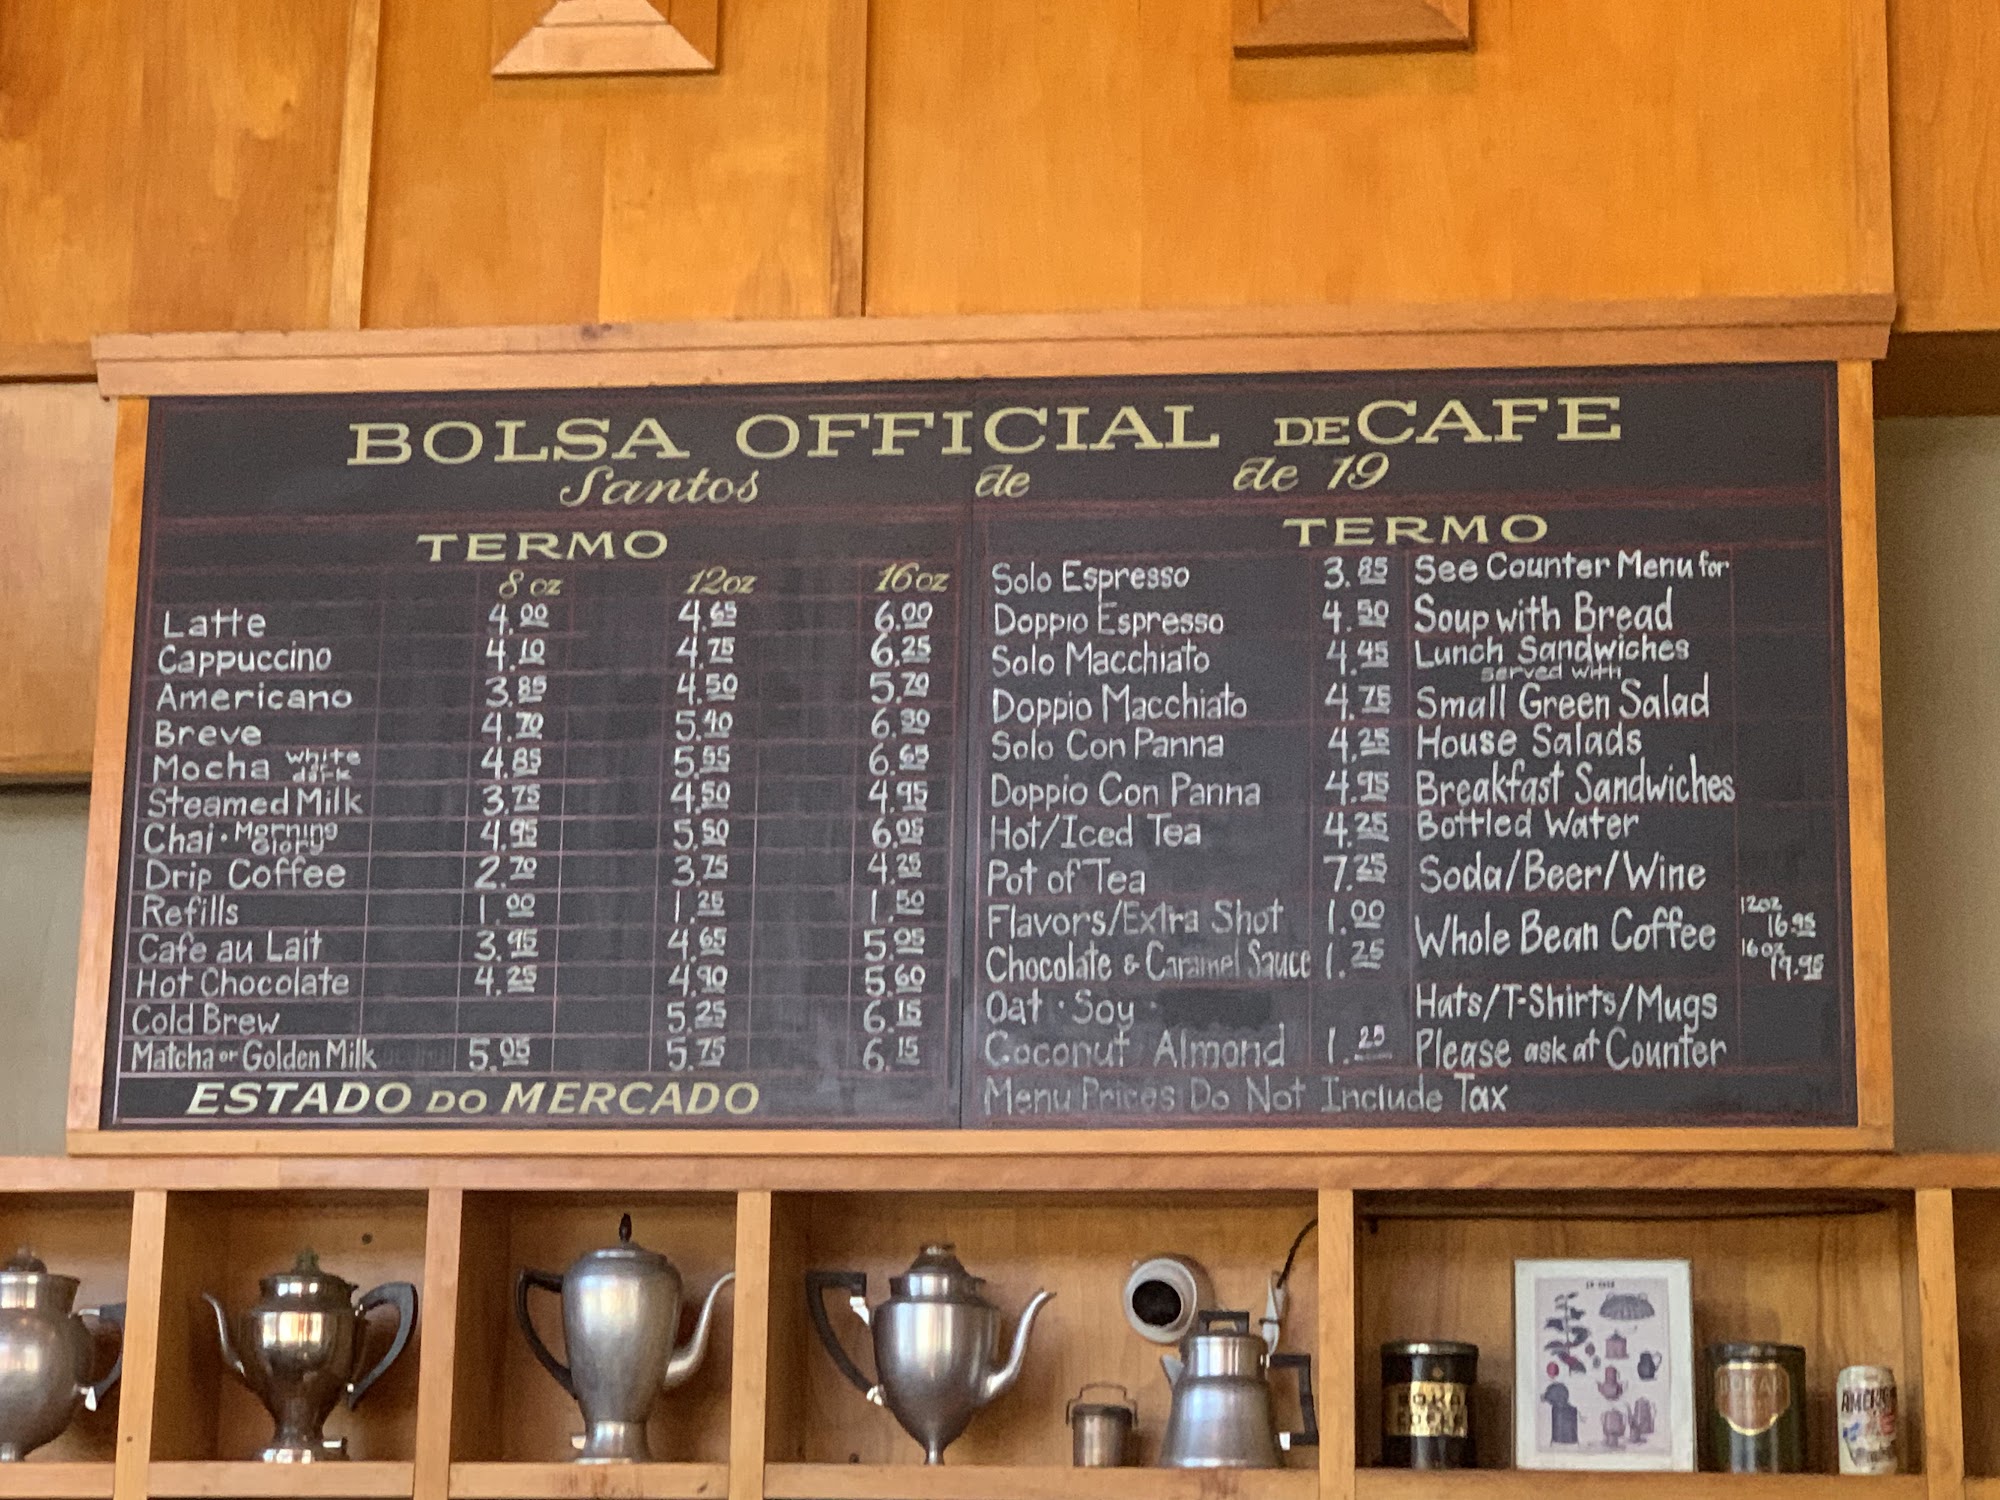 BOLSA OFFICIAL DE CAFE
Santos de de 19
TERMO
8 oz 12oz 16oz
Latte 4.00 4.65 6.00
Cappuccino 4.10 4.75 6.25
Americano 3.85 4.50 5.70
Breve 4.70 5.40 6.30
Mocha white dark 4.85 5.55 6.65
Steamed Milk 3.75 4.50 4.95
Chai · Morning Glory 4.95 5.50 6.05
Drip Coffee 2.70 3.75 4.25
Refills 1.00 1.25 1.50
Cafe au Lait 3.95 4.65 5.05
Hot Chocolate 4.25 4.90 5.60
Cold Brew 5.25 6.15
Matcha or Golden Milk 5.05 5.75 6.15
ESTADO DO MERCADO
TERMO
Solo Espresso 3.85
Doppio Espresso 4.50
Solo Macchiato 4.45
Doppio Macchiato 4.75
Solo Con Panna 4.25
Doppio Con Panna 4.95
Hot/Iced Tea 4.25
Pot of Tea 7.25
Flavors/Extra Shot 1.00
Chocolate & Caramel Sauce 1.25
Oat · Soy ·
Coconut Almond 1.25
Menu Prices Do Not Include Tax
See Counter Menu for
Soup with Bread
Lunch Sandwiches
served with
Small Green Salad
House Salads
Breakfast Sandwiches
Bottled Water
Soda/Beer/Wine
Whole Bean Coffee 12oz 16.95
16oz 19.95
Hats/T-Shirts/Mugs
Please ask at Counter